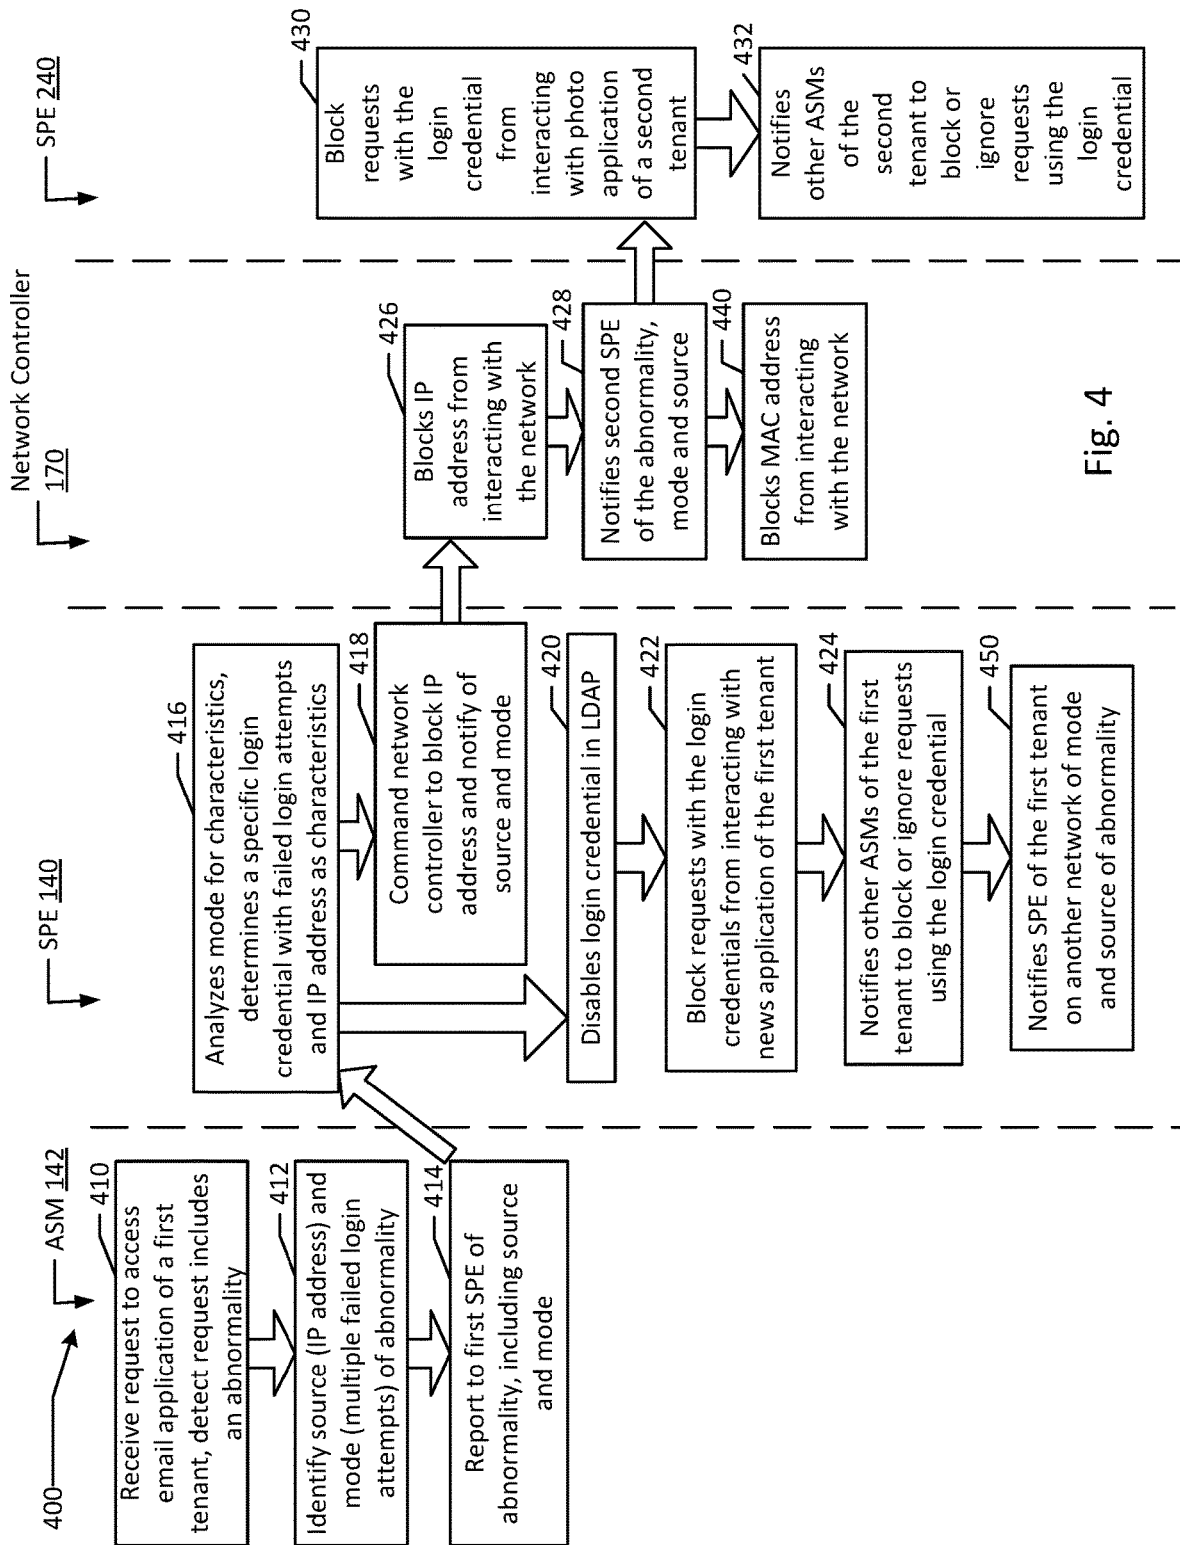 400
ASM 142
410
Receive request to access
email application of a first
tenant, detect request includes
an abnormality
412
Identify source (IP address) and
mode (multiple failed login
attempts) of abnormality
414
Report to first SPE of
abnormality, including source
and mode
SPE 140
416
Analyzes mode for characteristics,
determines a specific login
credential with failed login attempts
and IP address as characteristics
418
Command network
controller to block IP
address and notify of
source and mode
420
Disables login credential in LDAP
422
Block requests with the login
credentials from interacting with
news application of the first tenant
424
Notifies other ASMs of the first
tenant to block or ignore requests
using the login credential
450
Notifies SPE of the first tenant
on another network of mode
and source of abnormality
Network Controller
170
426
Blocks IP
address from
interacting with
the network
428
Notifies second SPE
of the abnormality,
mode and source
440
Blocks MAC address
from interacting
with the network
SPE 240
430
Block
requests
with the
login
credential
from
interacting
with photo
application
of a second
tenant
432
Notifies
other ASMs
of the
second
tenant to
block or
ignore
requests
using the
login
credential
Fig. 4